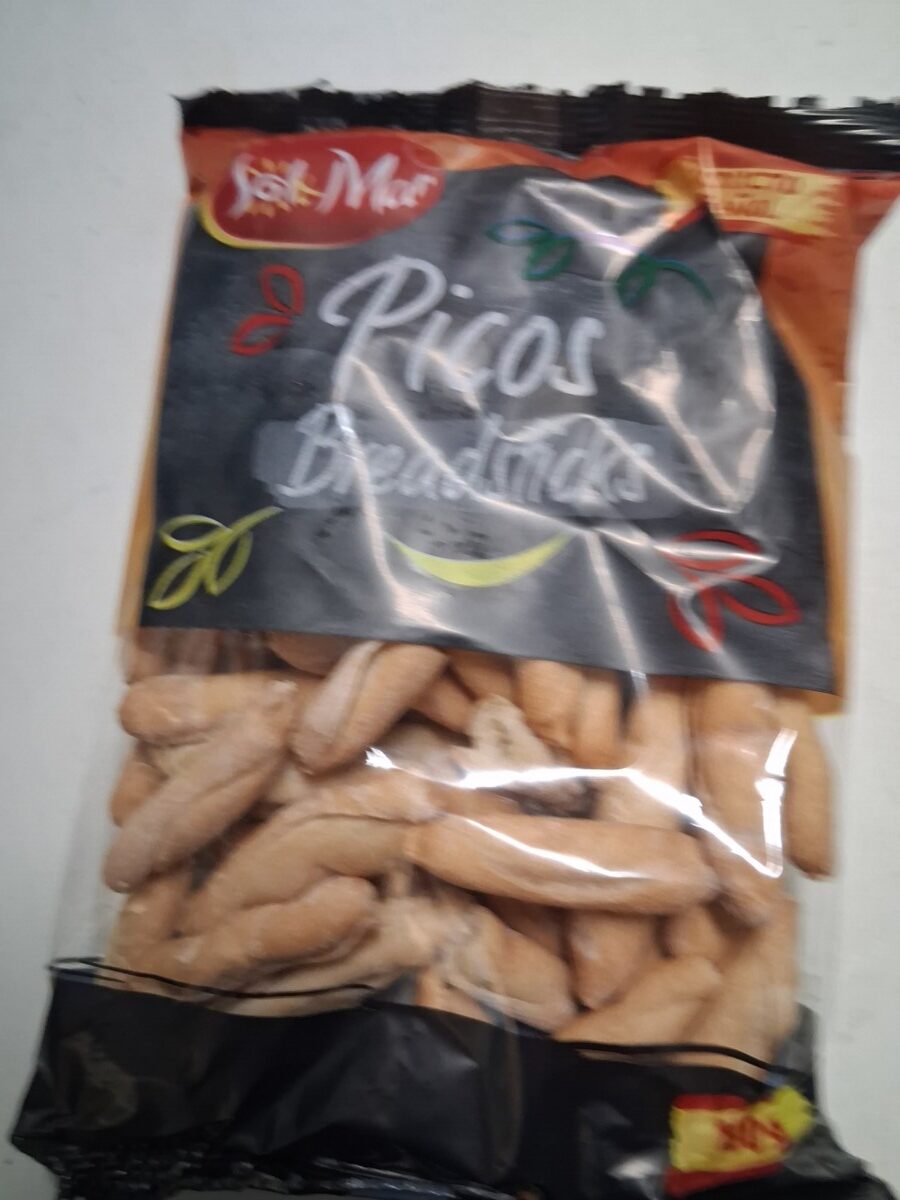 Sol & Mar
Picos
Breadsticks